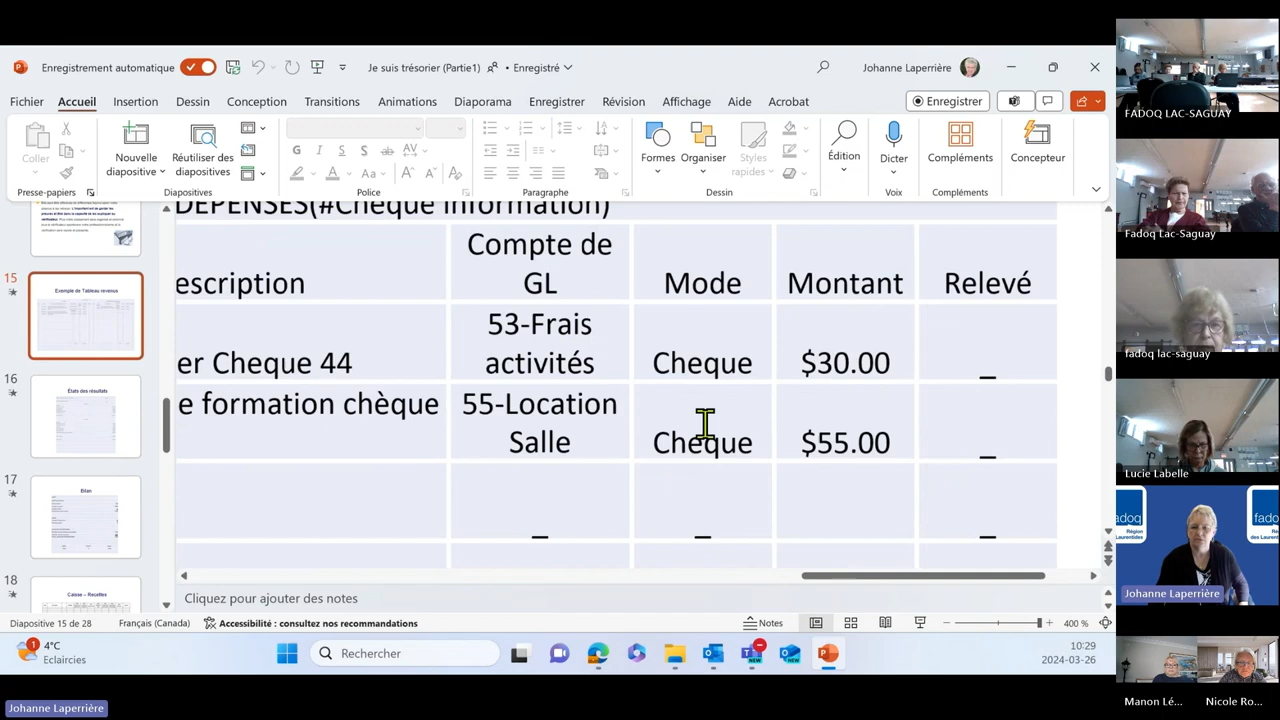 Enregistrement automatique
Je suis trésorier (Partie1)
• Enregistré
Johanne Laperrière
Fichier
Accueil
Insertion
Dessin
Conception
Transitions
Animations
Diaporama
Enregistrer
Révision
Affichage
Aide
Acrobat
Enregistrer
Coller
Nouvelle
diapositive
Réutiliser des
diapositives
Formes
Organiser
Styles
rapides
Édition
Dicter
Compléments
Concepteur
Presse-papiers
Diapositives
Police
Paragraphe
Dessin
Voix
Compléments
DEPENSES(#Cheque information)
escription
Compte de
GL
Mode
Montant
Relevé
er Cheque 44
53-Frais
activités
Cheque
$30.00
_
e formation chèque
55-Location
Salle
Cheque
$55.00
_
_
_
_
15
Exemple de Tableau revenus
16
États des résultats
17
Bilan
18
Caisse – Recettes
Cliquez pour ajouter des notes
Diapositive 15 de 28
Français (Canada)
Accessibilité : consultez nos recommandations
Notes
400 %
1
4°C
Eclaircies
Rechercher
NEW
NEW
10:29
2024-03-26
Johanne Laperrière
FADOQ LAC-SAGUAY
Fadoq Lac-Saguay
fadoq lac-saguay
Lucie Labelle
adoq
Région
des Laurentides
fado
Johanne Laperrière
Manon Lé...
Nicole Ro...